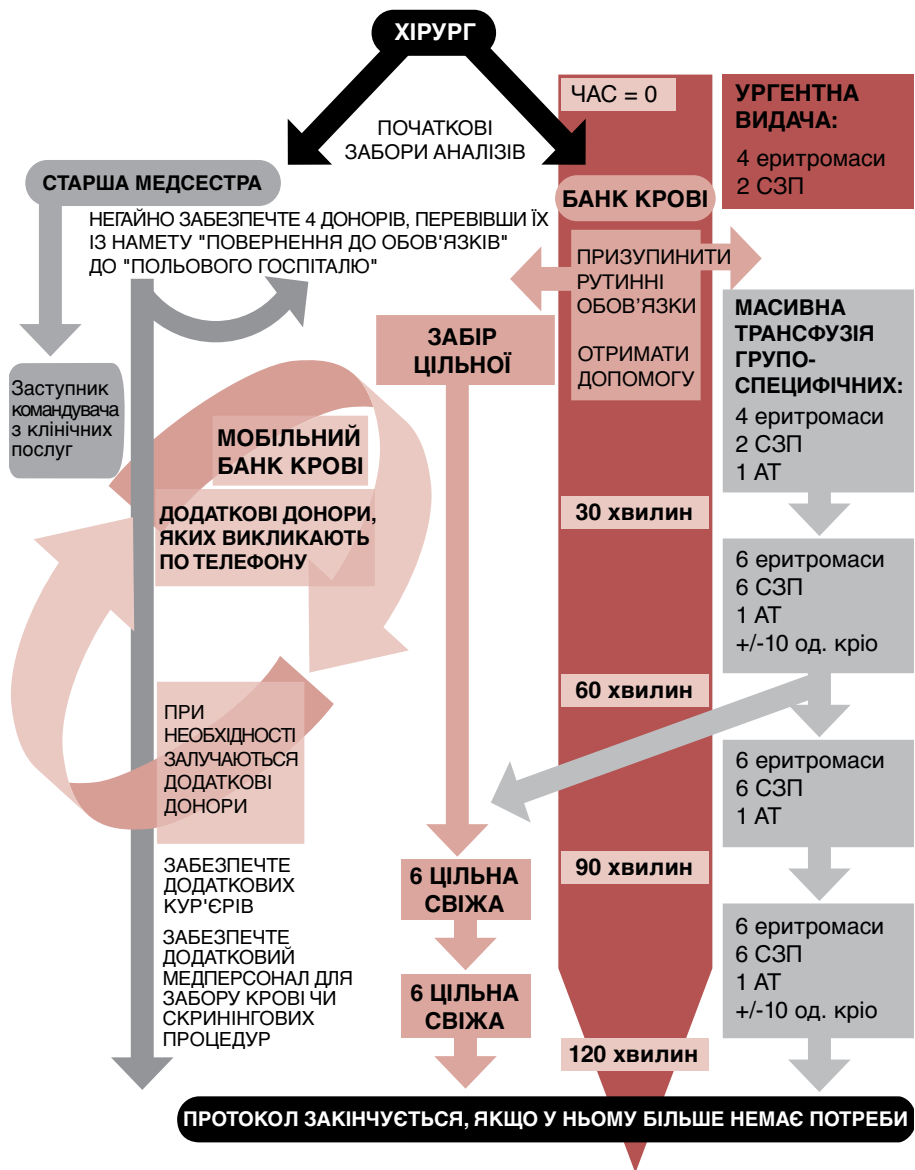 ХІРУРГ
ПОЧАТКОВІ
ЗАБОРИ АНАЛІЗІВ
СТАРША МЕДСЕСТРА
НЕГАЙНО ЗАБЕЗПЕЧТЕ 4 ДОНОРІВ, ПЕРЕВІВШИ ЇХ
ІЗ НАМЕТУ "ПОВЕРНЕННЯ ДО ОБОВ'ЯЗКІВ"
ДО "ПОЛЬОВОГО ГОСПІТАЛЮ"
Заступник
командувача
з клінічних
послуг
МОБІЛЬНИЙ
БАНК КРОВІ
ДОДАТКОВІ ДОНОРИ,
ЯКИХ ВИКЛИКАЮТЬ
ПО ТЕЛЕФОНУ
ПРИ
НЕОБХІДНОСТІ
ЗАЛУЧАЮТЬСЯ
ДОДАТКОВІ
ДОНОРИ
ЗАБЕЗПЕЧТЕ
ДОДАТКОВИХ
КУР'ЄРІВ
ЗАБЕЗПЕЧТЕ
ДОДАТКОВИЙ
МЕДПЕРСОНАЛ ДЛЯ
ЗАБОРУ КРОВІ ЧИ
СКРИНІНГОВИХ
ПРОЦЕДУР
ЗАБІР
ЦІЛЬНОЇ
6 ЦІЛЬНА
СВІЖА
6 ЦІЛЬНА
СВІЖА
ЧАС = 0
БАНК КРОВІ
ПРИЗУПИНИТИ
РУТИННІ
ОБОВ’ЯЗКИ
ОТРИМАТИ
ДОПОМОГУ
30 хвилин
60 хвилин
90 хвилин
120 хвилин
УРГЕНТНА
ВИДАЧА:
4 еритромаси
2 СЗП
МАСИВНА
ТРАНСФУЗІЯ
ГРУПО-
СПЕЦИФІЧНИХ:
4 еритромаси
2 СЗП
1 АТ
6 еритромаси
6 СЗП
1 АТ
+/-10 од. кріо
6 еритромаси
6 СЗП
1 АТ
6 еритромаси
6 СЗП
1 АТ
+/-10 од. кріо
ПРОТОКОЛ ЗАКІНЧУЄТЬСЯ, ЯКЩО У НЬОМУ БІЛЬШЕ НЕМАЄ ПОТРЕБИ